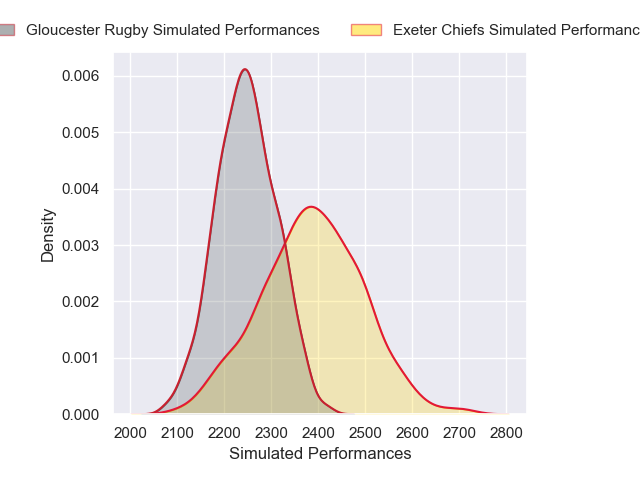 Gloucester Rugby Simulated Performances Exeter Chiefs Simulated Performanc
0.006
0.005
0.004
0.003
0.002
0.001
0.000
Density
2000 2100 2200 2300 2400 2500 2600 2700 2800
Simulated Performances